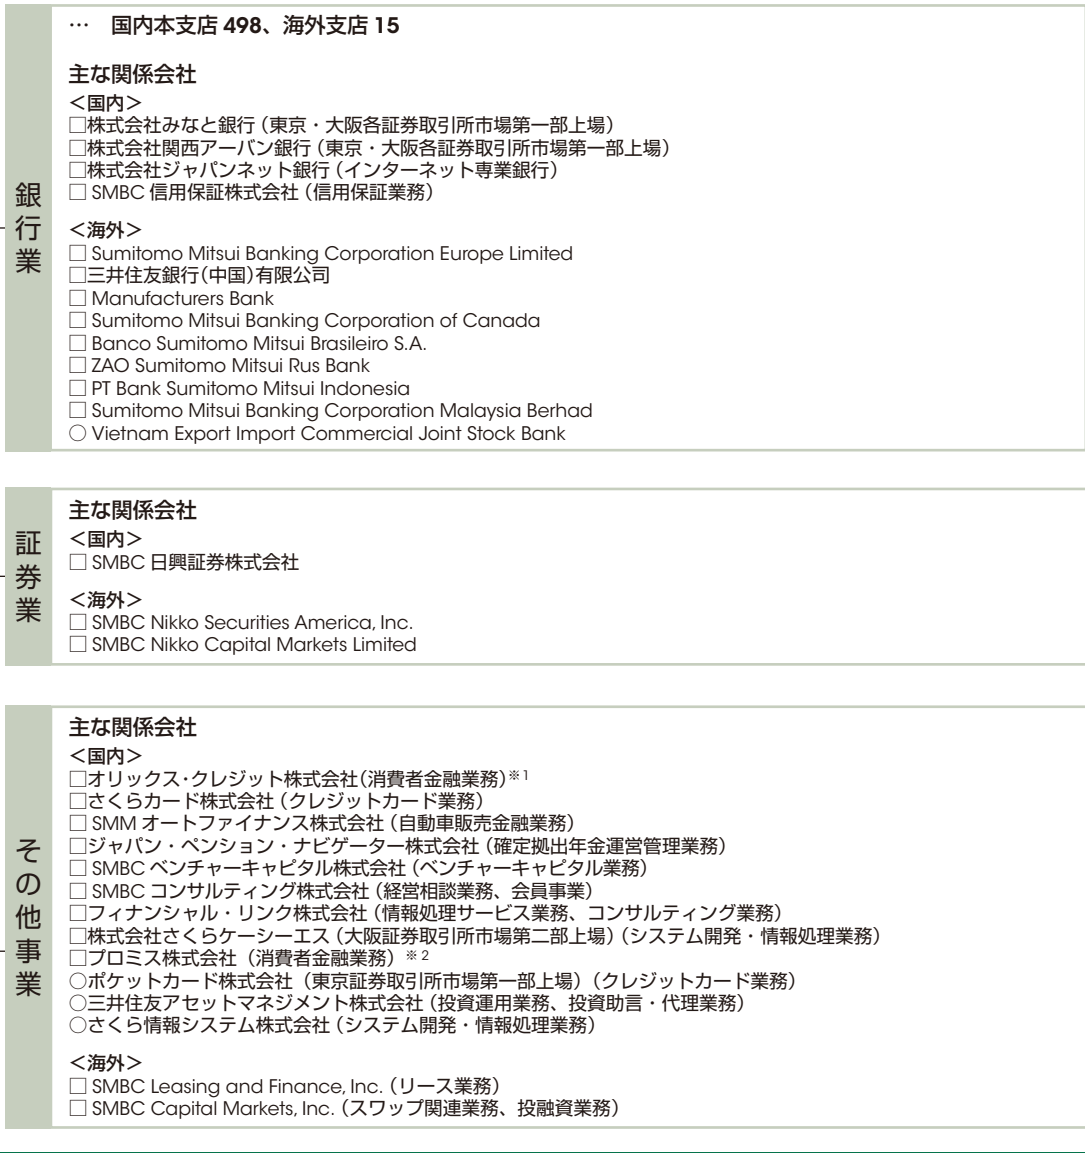 … 国内本支店 498、海外支店 15
銀行業
主な関係会社
＜国内＞
□株式会社みなと銀行（東京・大阪各証券取引所市場第一部上場）
□株式会社関西アーバン銀行（東京・大阪各証券取引所市場第一部上場）
□株式会社ジャパンネット銀行（インターネット専業銀行）
□ SMBC 信用保証株式会社（信用保証業務）
＜海外＞
□ Sumitomo Mitsui Banking Corporation Europe Limited
□三井住友銀行（中国）有限公司
□ Manufacturers Bank
□ Sumitomo Mitsui Banking Corporation of Canada
□ Banco Sumitomo Mitsui Brasileiro S.A.
□ ZAO Sumitomo Mitsui Rus Bank
□ PT Bank Sumitomo Mitsui Indonesia
□ Sumitomo Mitsui Banking Corporation Malaysia Berhad
○ Vietnam Export Import Commercial Joint Stock Bank
証券業
主な関係会社
＜国内＞
□ SMBC 日興証券株式会社
＜海外＞
□ SMBC Nikko Securities America, Inc.
□ SMBC Nikko Capital Markets Limited
その他事業
主な関係会社
＜国内＞
□オリックス・クレジット株式会社（消費者金融業務）※1
□さくらカード株式会社（クレジットカード業務）
□ SMM オートファイナンス株式会社（自動車販売金融業務）
□ジャパン・ペンション・ナビゲーター株式会社（確定拠出年金運営管理業務）
□ SMBC ベンチャーキャピタル株式会社（ベンチャーキャピタル業務）
□ SMBC コンサルティング株式会社（経営相談業務、会員事業）
□フィナンシャル・リンク株式会社（情報処理サービス業務、コンサルティング業務）
□株式会社さくらケーシーエス（大阪証券取引所市場第二部上場）（システム開発・情報処理業務）
□プロミス株式会社（消費者金融業務）※2
○ポケットカード株式会社（東京証券取引所市場第一部上場）（クレジットカード業務）
○三井住友アセットマネジメント株式会社（投資運用業務、投資助言・代理業務）
○さくら情報システム株式会社（システム開発・情報処理業務）
＜海外＞
□ SMBC Leasing and Finance, Inc.（リース業務）
□ SMBC Capital Markets, Inc.（スワップ関連業務、投融資業務）